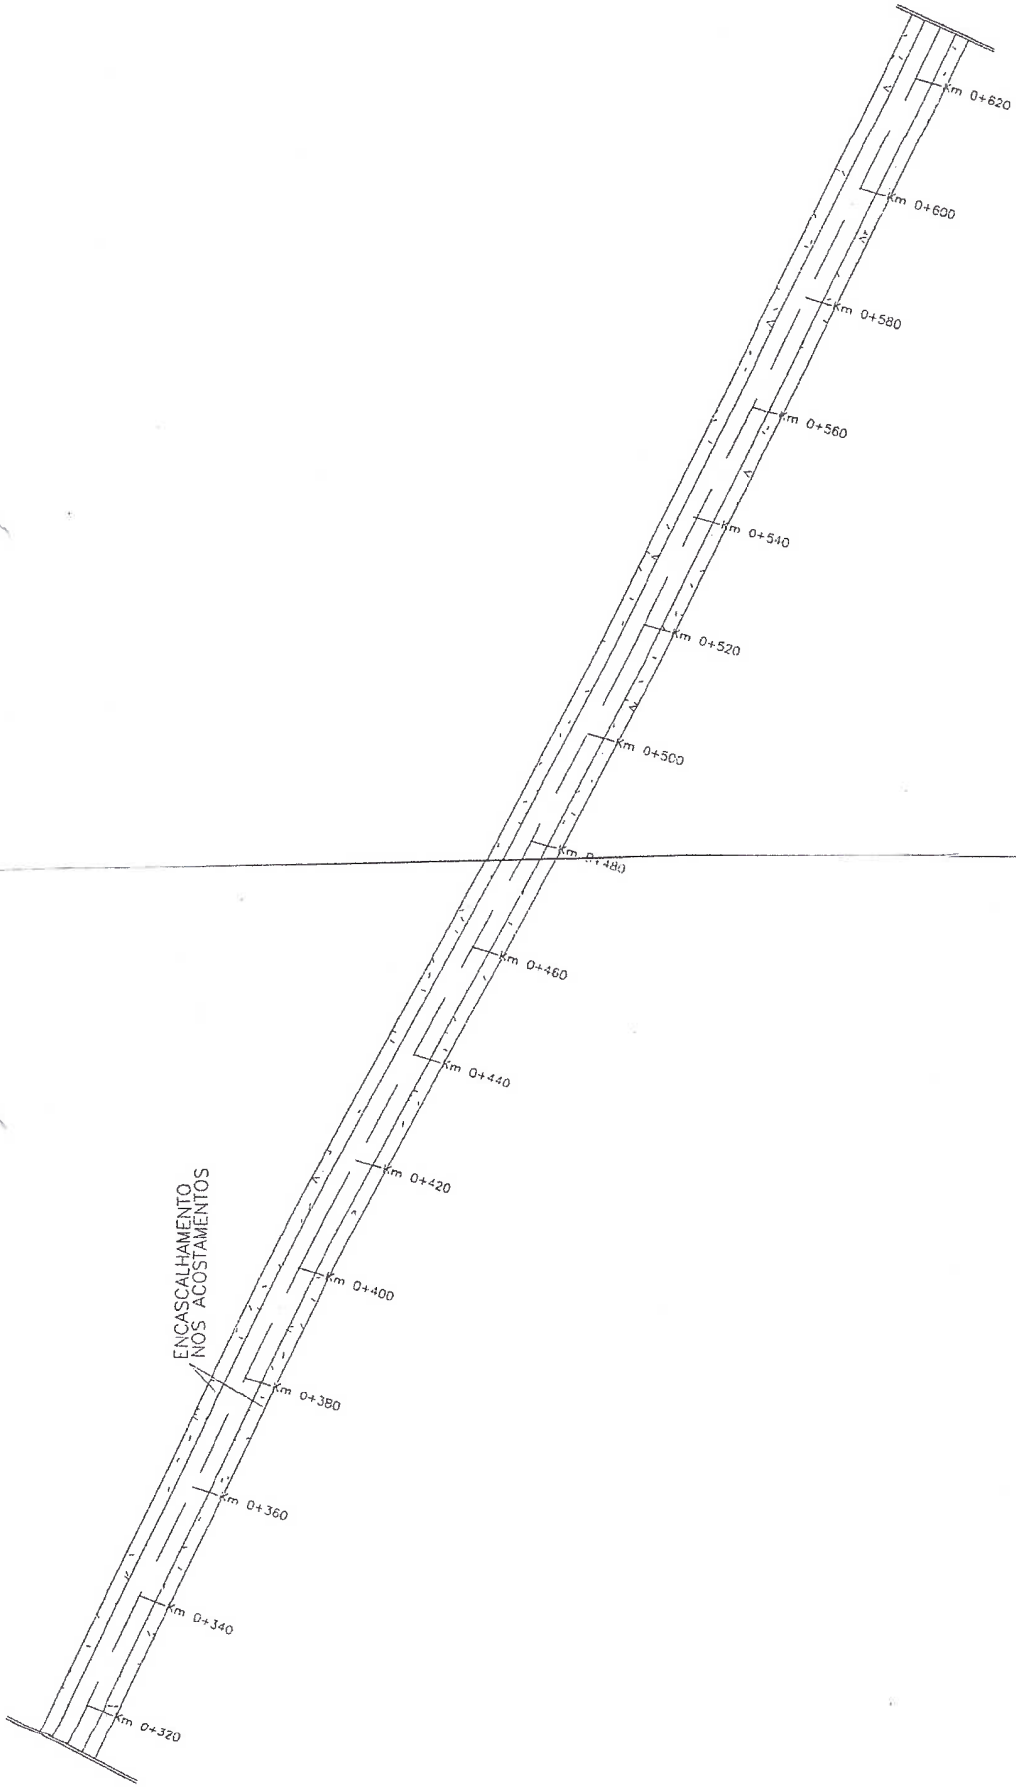 Km 0+620
Km 0+600
Km 0+580
Km 0+560
Km 0+540
Km 0+520
Km 0+500
Km 0+480
Km 0+460
Km 0+440
Km 0+420
Km 0+400
Km 0+380
Km 0+360
Km 0+340
Km 0+320
ENCASCALHAMENTO
NOS ACOSTAMENTOS